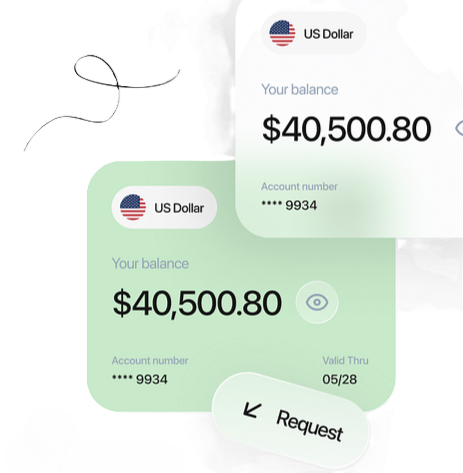 US Dollar
Your balance
$40,500.80
Account number
**** 9934
US Dollar
Your balance
$40,500.80
Account number
**** 9934
Valid Thru
05/28
Request